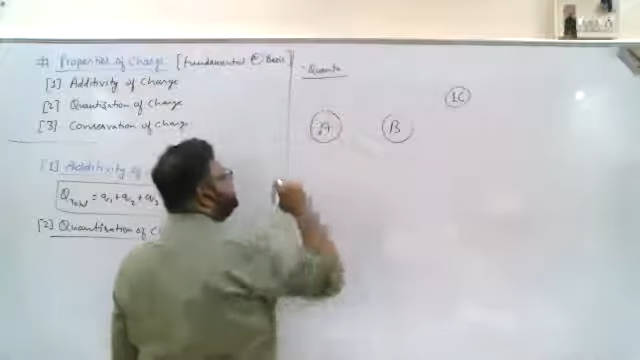 # Properties of Charge [Fundamental Basic
[1] Additivity of Charge
[2] Quantization of Charge
[3] Conservation of Charge
[1] Additivity of
Q = q1 + q2 + q3
[2] Quantization of C
Quanta
1C
B